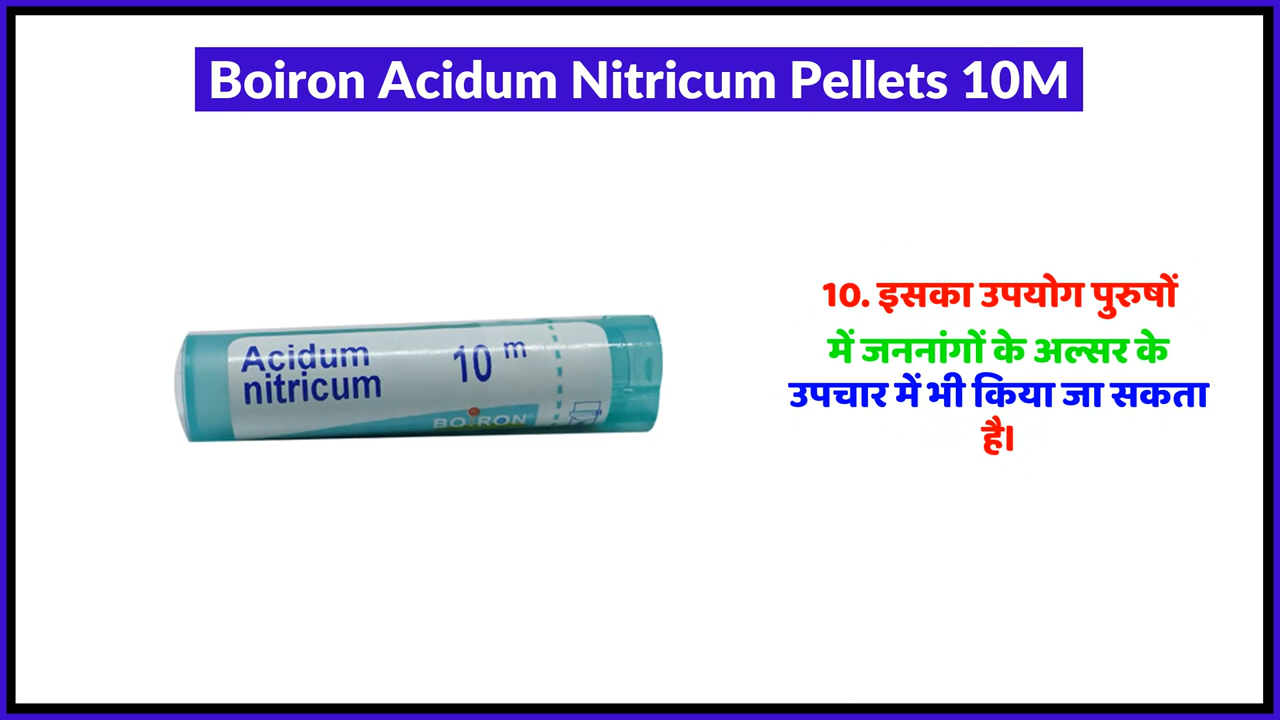 Boiron Acidum Nitricum Pellets 10M
Acidum
nitricum
10 m
BOIRON
10. इसका उपयोग पुरुषों
में जननांगों के अल्सर के
उपचार में भी किया जा सकता
है।